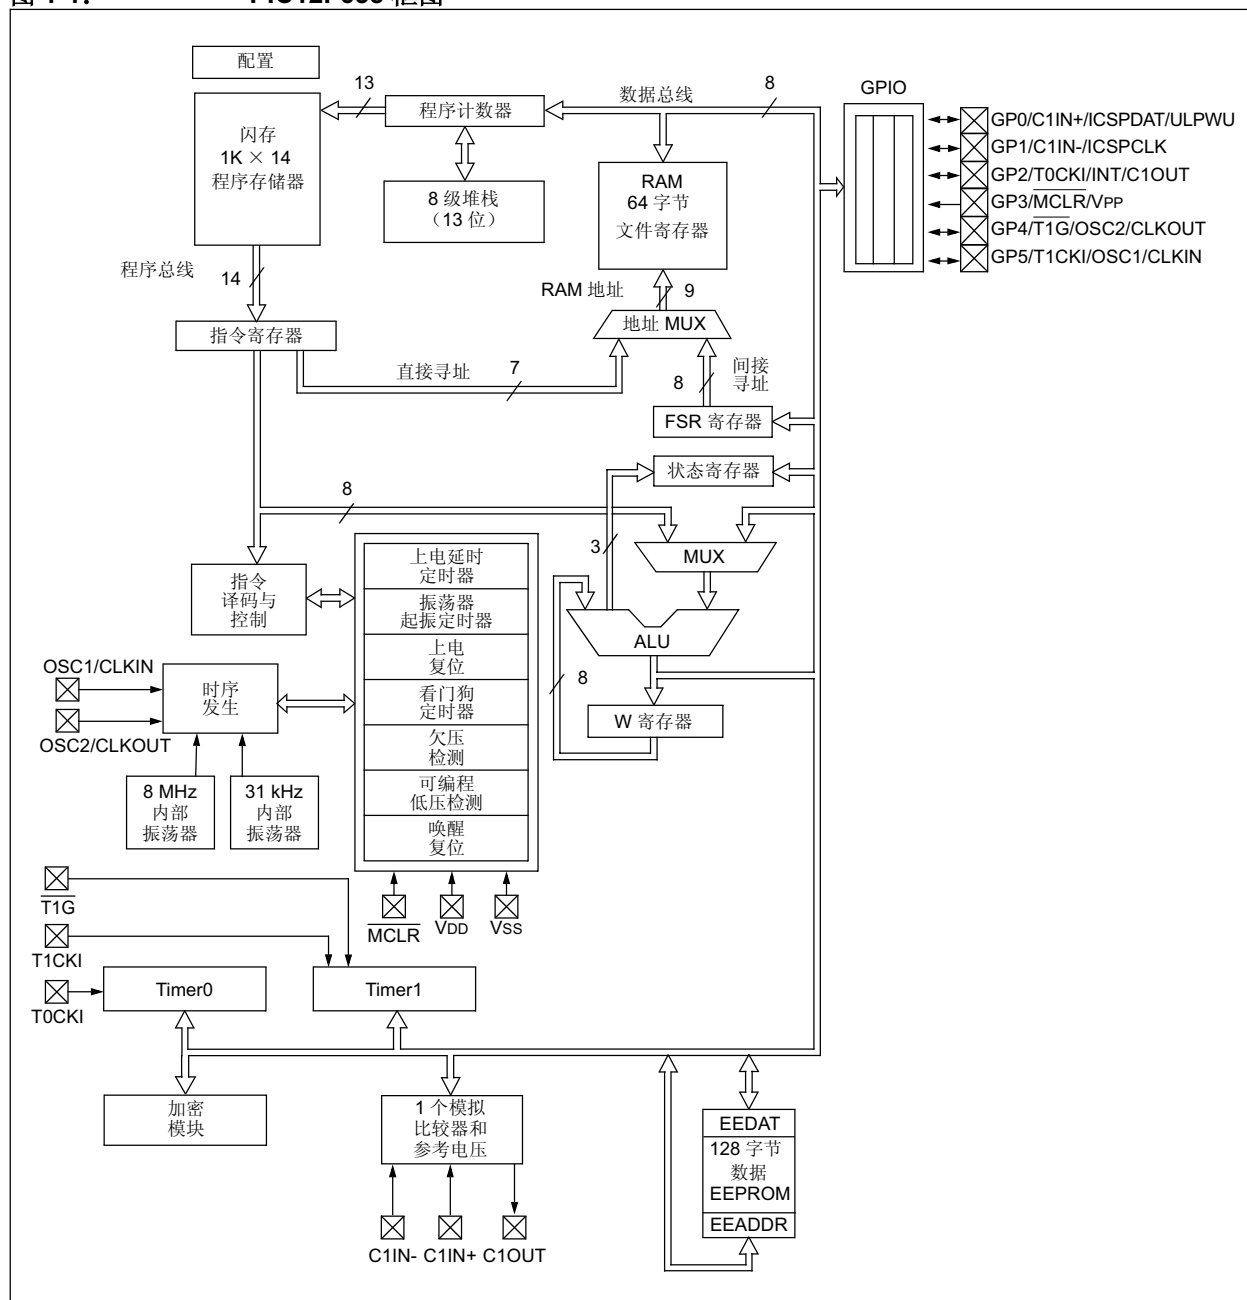 配置
13
程序计数器
数据总线
8
GPIO
闪存
1K × 14
程序存储器
8 级堆栈
(13 位)
RAM
64 字节
文件寄存器
GP0/C1IN+/ICSPDAT/ULPWU
GP1/C1IN-/ICSPCLK
GP2/T0CKI/INT/C1OUT
GP3/MCLR/VPP
GP4/T1G/OSC2/CLKOUT
GP5/T1CKI/OSC1/CLKIN
程序总线
14
RAM 地址
9
指令寄存器
地址 MUX
直接寻址
7
8
间接
寻址
FSR 寄存器
状态寄存器
8
3
MUX
指令
译码与
控制
上电延时
定时器
振荡器
起振定时器
上电
复位
看门狗
定时器
欠压
检测
可编程
低压检测
唤醒
复位
ALU
8
W 寄存器
OSC1/CLKIN
时序
发生
OSC2/CLKOUT
8 MHz
内部
振荡器
31 kHz
内部
振荡器
T1G
MCLR
VDD
VSS
T1CKI
T0CKI
Timer0
Timer1
加密
模块
1 个模拟
比较器和
参考电压
EEDAT
128 字节
数据
EEPROM
EEADDR
C1IN-
C1IN+
C1OUT